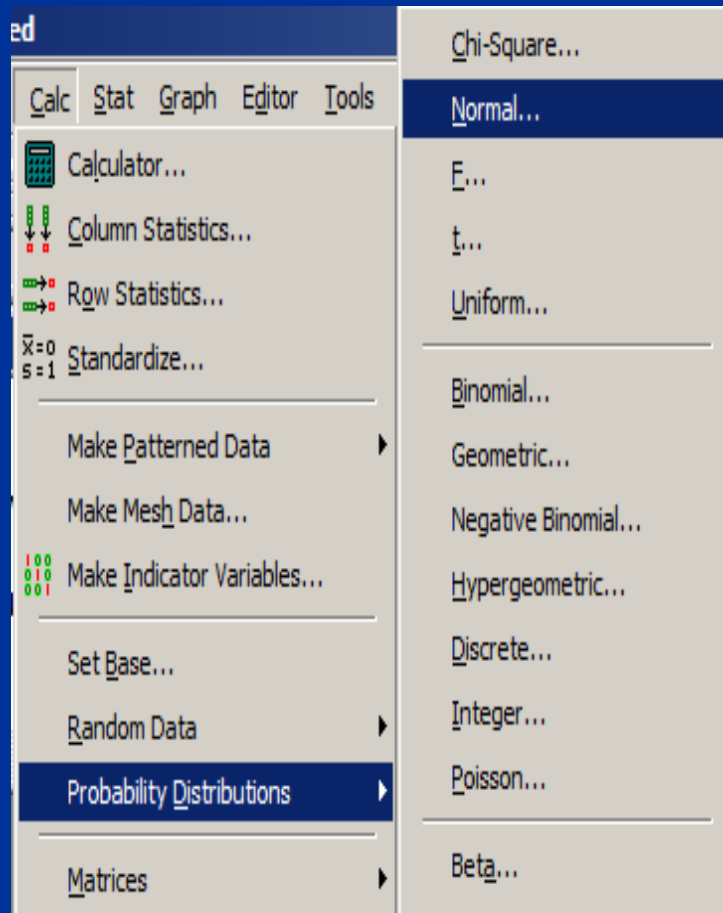 ed
Calc Stat Graph Editor Tools
Calculator...
Column Statistics...
Row Statistics...
x̄=0
s=1 Standardize...
Make Patterned Data
Make Mesh Data...
Make Indicator Variables...
Set Base...
Random Data
Probability Distributions
Matrices
Chi-Square...
Normal...
F...
t...
Uniform...
Binomial...
Geometric...
Negative Binomial...
Hypergeometric...
Discrete...
Integer...
Poisson...
Beta...